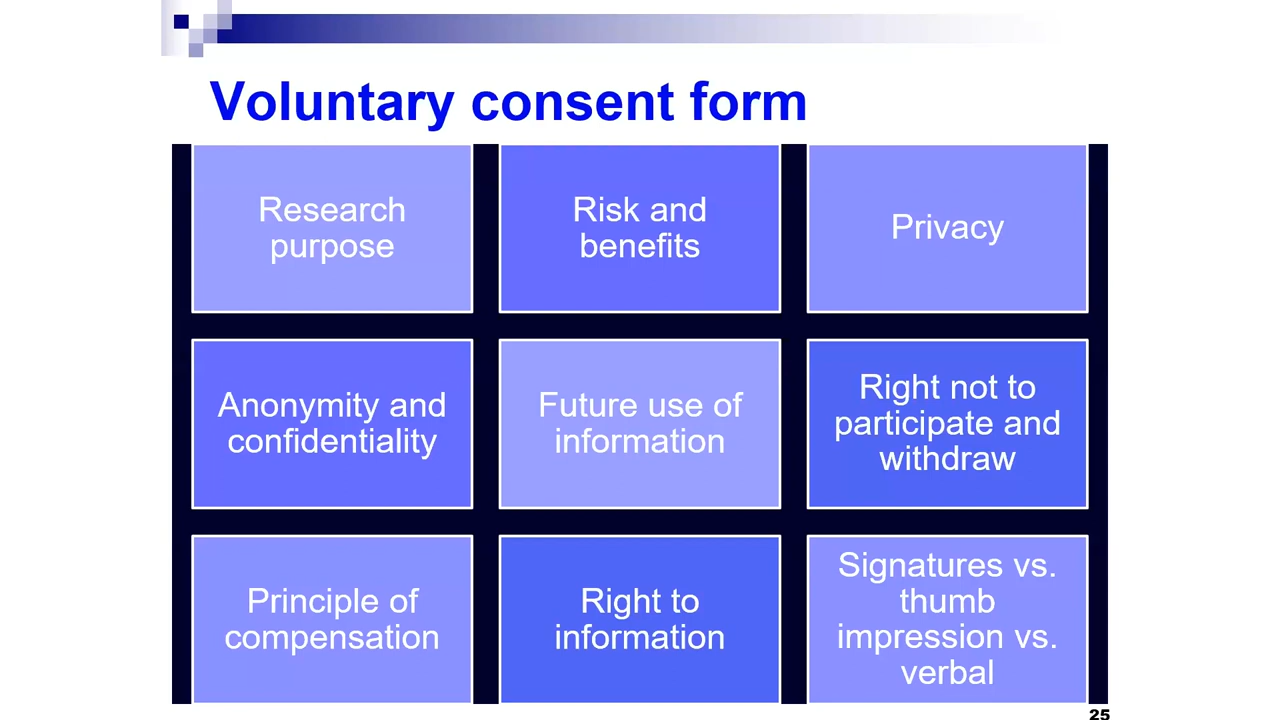 Voluntary consent form
Research
purpose
Risk and
benefits
Privacy
Anonymity and
confidentiality
Future use of
information
Right not to
participate and
withdraw
Principle of
compensation
Right to
information
Signatures vs.
thumb
impression vs.
verbal
25